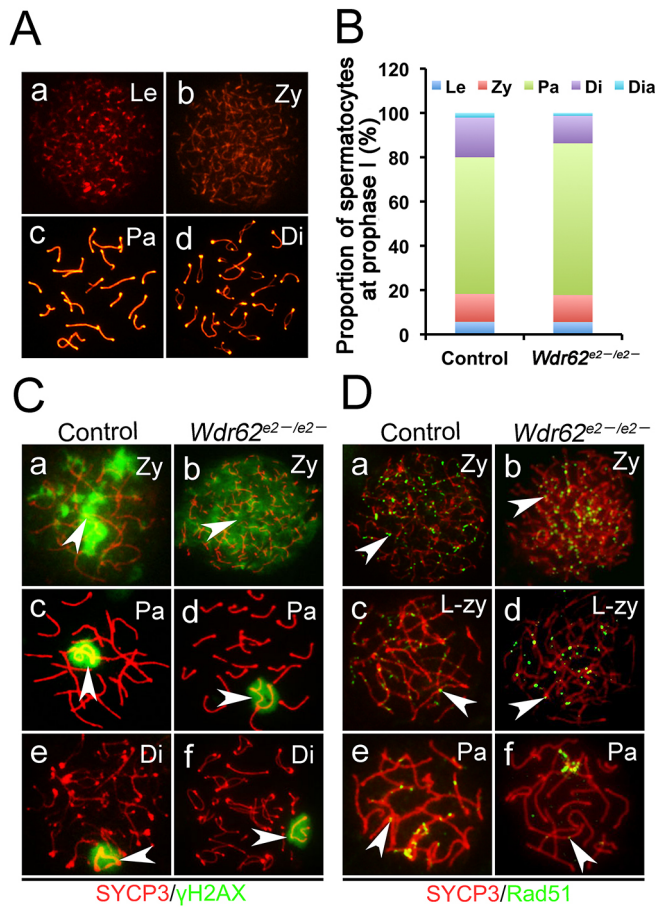 A
a Le
b Zy
c Pa
d Di
B
Proportion of spermatocytes
at prophase I (%)
120
100
80
60
40
20
0
Le Zy Pa Di Dia
Control Wdr62e2−/e2−
C
Control Wdr62e2−/e2−
a Zy
b Zy
c Pa
d Pa
e Di
f Di
SYCP3/γH2AX
D
Control Wdr62e2−/e2−
a Zy
b Zy
c L-zy
d L-zy
e Pa
f Pa
SYCP3/Rad51